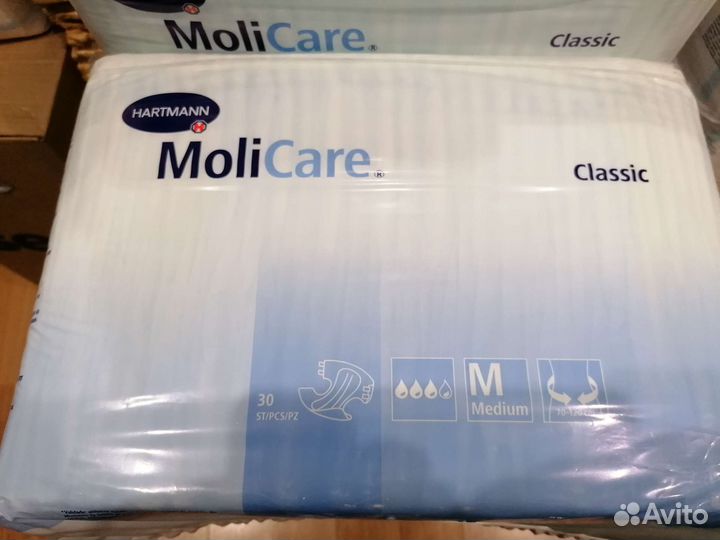 MoliCare®
Classic
HARTMANN
MoliCare®
Classic
30
ST/PCS/PZ
M
Medium
Avito